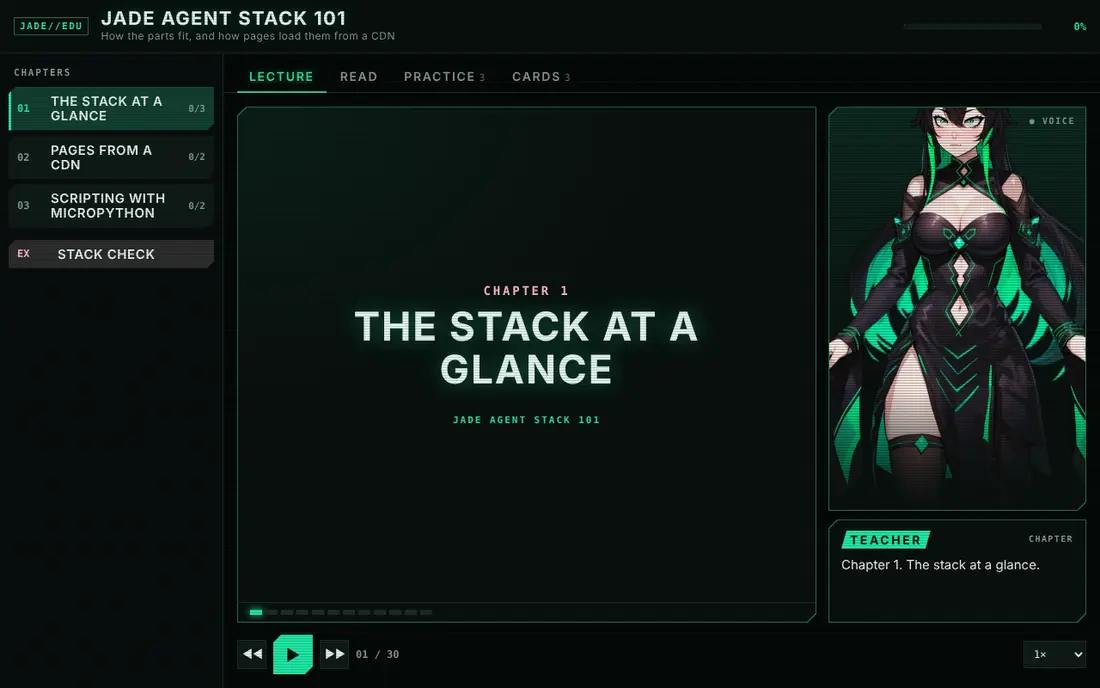 JADE//EDU
JADE AGENT STACK 101
How the parts fit, and how pages load them from a CDN
0%
CHAPTERS
01 THE STACK AT A GLANCE 0/3
02 PAGES FROM A CDN 0/2
03 SCRIPTING WITH MICROPYTHON 0/2
EX STACK CHECK
LECTURE READ PRACTICE 3 CARDS 3
CHAPTER 1
THE STACK AT A
GLANCE
JADE AGENT STACK 101
VOICE
TEACHER CHAPTER
Chapter 1. The stack at a glance.
01 / 30
1×